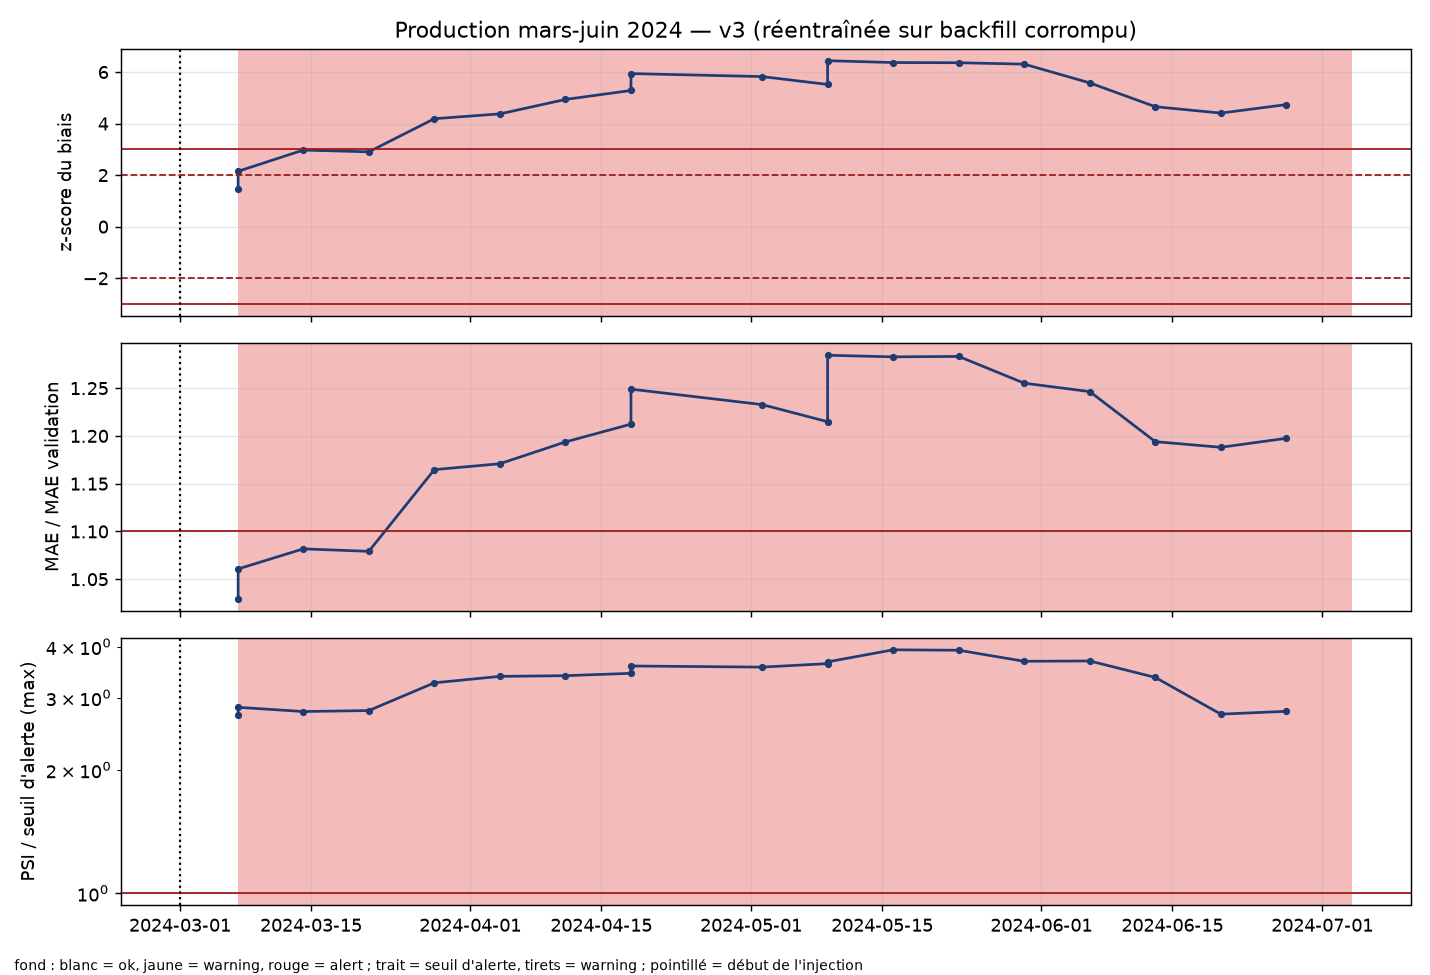 Production mars-juin 2024 — v3 (réentraînée sur backfill corrompu)
z-score du biais
6
4
2
0
−2
MAE / MAE validation
1.25
1.20
1.15
1.10
1.05
PSI / seuil d'alerte (max)
4 × 10⁰
3 × 10⁰
2 × 10⁰
10⁰
2024-03-01 2024-03-15 2024-04-01 2024-04-15 2024-05-01 2024-05-15 2024-06-01 2024-06-15 2024-07-01
fond : blanc = ok, jaune = warning, rouge = alert ; trait = seuil d'alerte, tirets = warning ; pointillé = début de l'injection